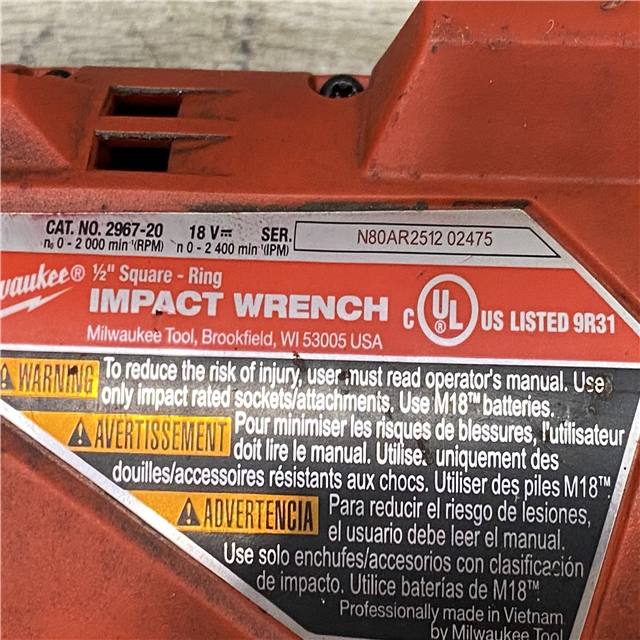 CAT. NO. 2967-20 18 V⎓ SER. N80AR2512 02475
n₀ 0 - 2 000 min⁻¹(RPM) n 0 - 2 400 min⁻¹(IPM)
Milwaukee® ½" Square - Ring
IMPACT WRENCH
C UL® US LISTED 9R31
Milwaukee Tool, Brookfield, WI 53005 USA
WARNING To reduce the risk of injury, user must read operator's manual. Use
only impact rated sockets/attachments. Use M18™ batteries.
AVERTISSEMENT Pour minimiser les risques de blessures, l'utilisateur
doit lire le manual. Utilisez uniquement des
douilles/accessoires résistants aux chocs. Utiliser des piles M18™.
ADVERTENCIA Para reducir el riesgo de lesiones,
el usuario debe leer el manual.
Use solo enchufes/accesorios con clasificación
de impacto. Utilice baterías de M18™.
Professionally made in Vietnam
by Milwaukee Tool